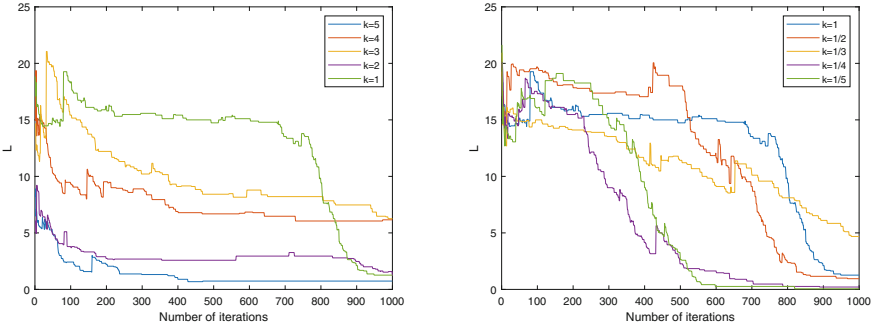 25
20
15
10
5
0
L
0 100 200 300 400 500 600 700 800 900 1000
Number of iterations
k=5
k=4
k=3
k=2
k=1
25
20
15
10
5
0
L
0 100 200 300 400 500 600 700 800 900 1000
Number of iterations
k=1
k=1/2
k=1/3
k=1/4
k=1/5